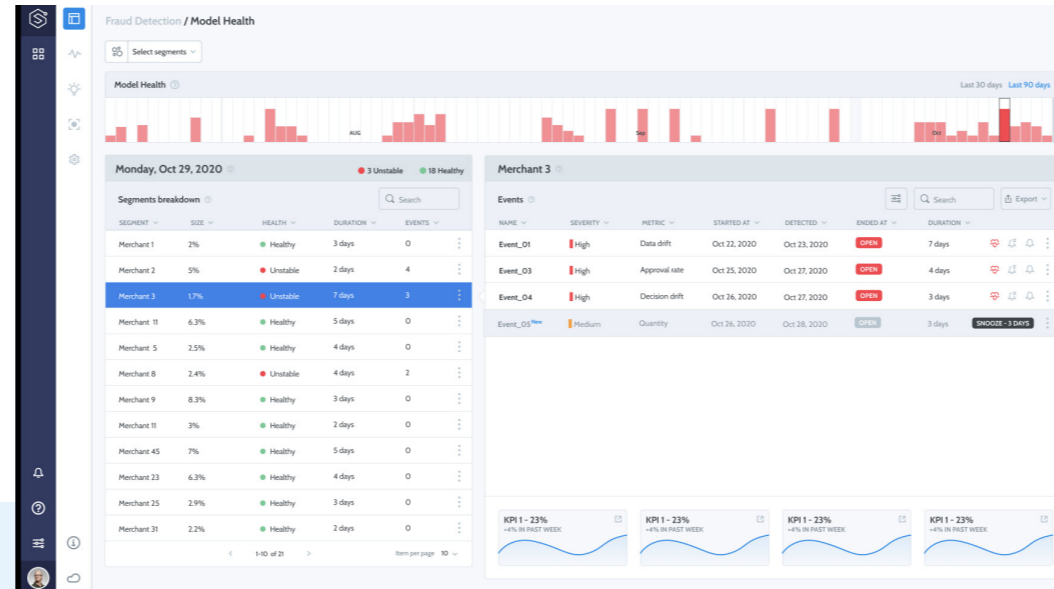 Fraud Detection / Model Health
Select segments
Model Health
Last 30 days Last 90 days
AUG Sep Oct
Monday, Oct 29, 2020 3 Unstable 18 Healthy
Segments breakdown Search
SEGMENT SIZE HEALTH DURATION EVENTS
Merchant 1 2% Healthy 3 days 0
Merchant 2 5% Unstable 2 days 4
Merchant 3 1.7% Unstable 7 days 3
Merchant 11 6.3% Healthy 5 days 0
Merchant 5 2.5% Healthy 4 days 0
Merchant 8 2.4% Unstable 4 days 2
Merchant 9 8.3% Healthy 3 days 0
Merchant 11 3% Healthy 2 days 0
Merchant 45 7% Healthy 5 days 0
Merchant 23 6.3% Healthy 4 days 0
Merchant 25 2.9% Healthy 3 days 0
Merchant 31 2.2% Healthy 2 days 0
1-10 of 21 Item per page 10
Merchant 3
Events Search Export
NAME SEVERITY METRIC STARTED AT DETECTED ENDED AT DURATION
Event_01 High Data drift Oct 22, 2020 Oct 23, 2020 OPEN 7 days
Event_03 High Approval rate Oct 25, 2020 Oct 27, 2020 OPEN 4 days
Event_04 High Decision drift Oct 26, 2020 Oct 27, 2020 OPEN 3 days
Event_05 New Medium Quantity Oct 26, 2020 Oct 28, 2020 OPEN 3 days SNOOZE - 3 DAYS
KPI 1 - 23% KPI 1 - 23% KPI 1 - 23% KPI 1 - 23%
-4% IN PAST WEEK -4% IN PAST WEEK -4% IN PAST WEEK -4% IN PAST WEEK